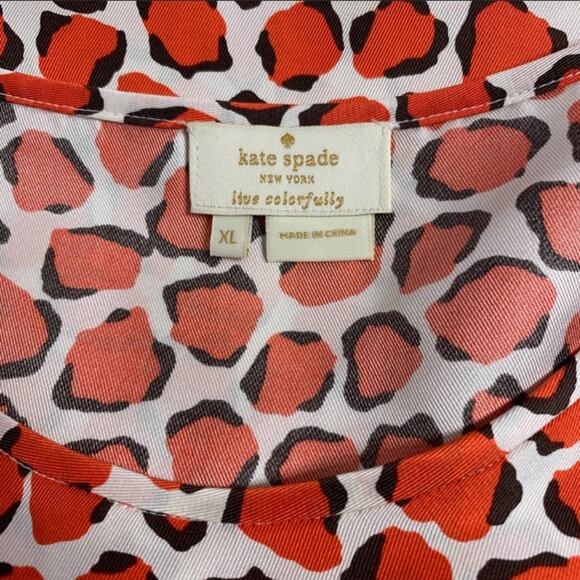 kate spade
NEW YORK
live colorfully
XL
MADE IN CHINA